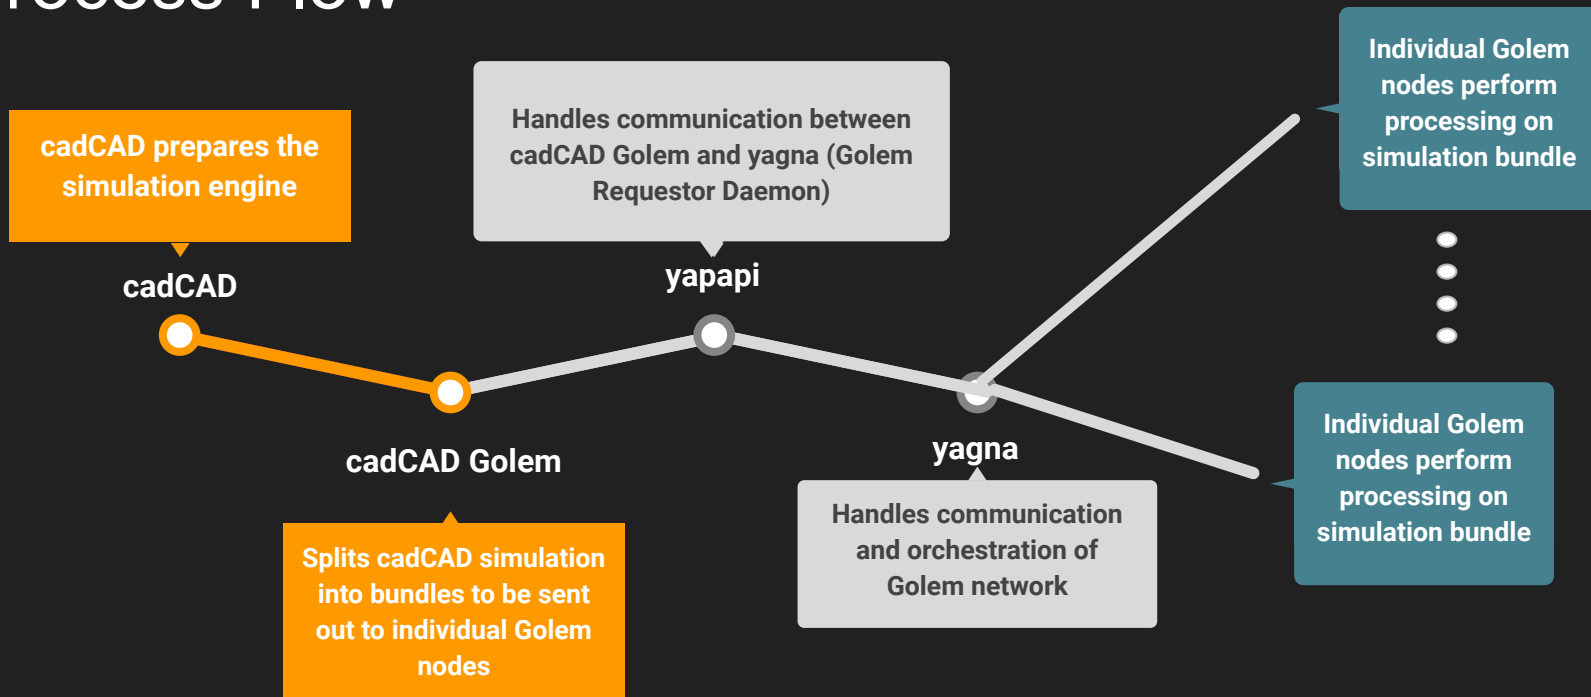 rocess Flow
cadCAD prepares the
simulation engine
cadCAD
cadCAD Golem
Splits cadCAD simulation
into bundles to be sent
out to individual Golem
nodes
Handles communication between
cadCAD Golem and yagna (Golem
Requestor Daemon)
yapapi
yagna
Handles communication
and orchestration of
Golem network
Individual Golem
nodes perform
processing on
simulation bundle
Individual Golem
nodes perform
processing on
simulation bundle